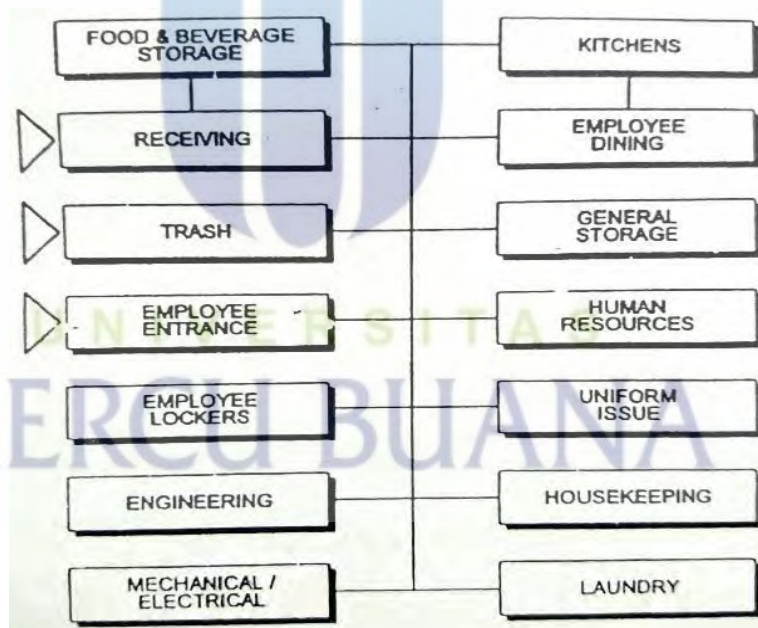 FOOD & BEVERAGE
STORAGE
KITCHENS
RECEIVING
EMPLOYEE
DINING
TRASH
GENERAL
STORAGE
EMPLOYEE
ENTRANCE
HUMAN
RESOURCES
UNIVERSITAS
EMPLOYEE
LOCKERS
UNIFORM
ISSUE
ERCU BUANA
ENGINEERING
HOUSEKEEPING
MECHANICAL /
ELECTRICAL
LAUNDRY